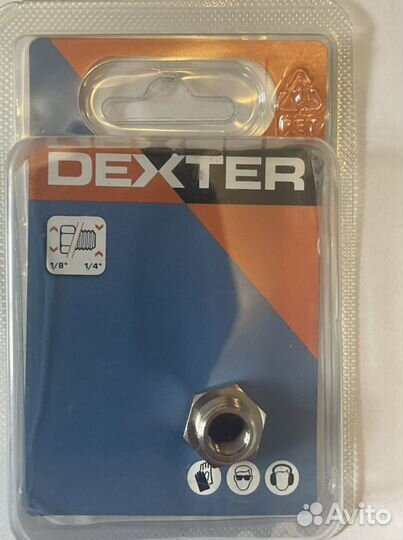 PET
DEXTER
1/8" 1/4"
Avito